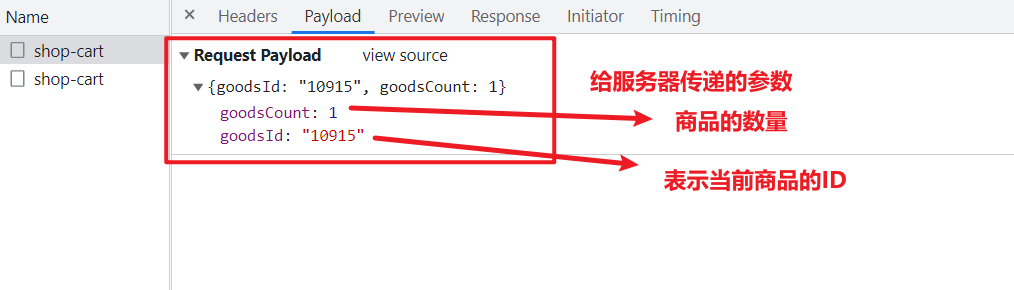 Name
× Headers Payload Preview Response Initiator Timing
shop-cart
shop-cart
▼ Request Payload view source
▼ {goodsId: "10915", goodsCount: 1}
goodsCount: 1
goodsId: "10915"
给服务器传递的参数
商品的数量
表示当前商品的ID